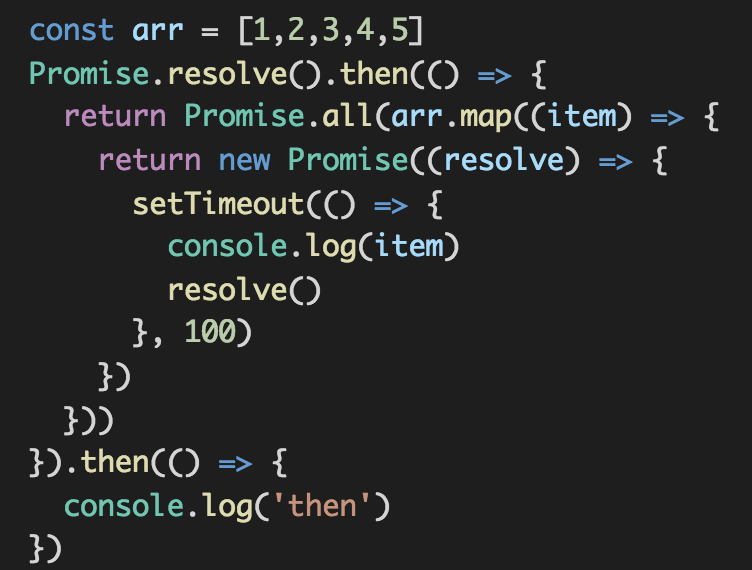 const arr = [1,2,3,4,5]
Promise.resolve().then(() => {
  return Promise.all(arr.map((item) => {
    return new Promise((resolve) => {
      setTimeout(() => {
        console.log(item)
        resolve()
      }, 100)
    })
  }))
}).then(() => {
  console.log('then')
})